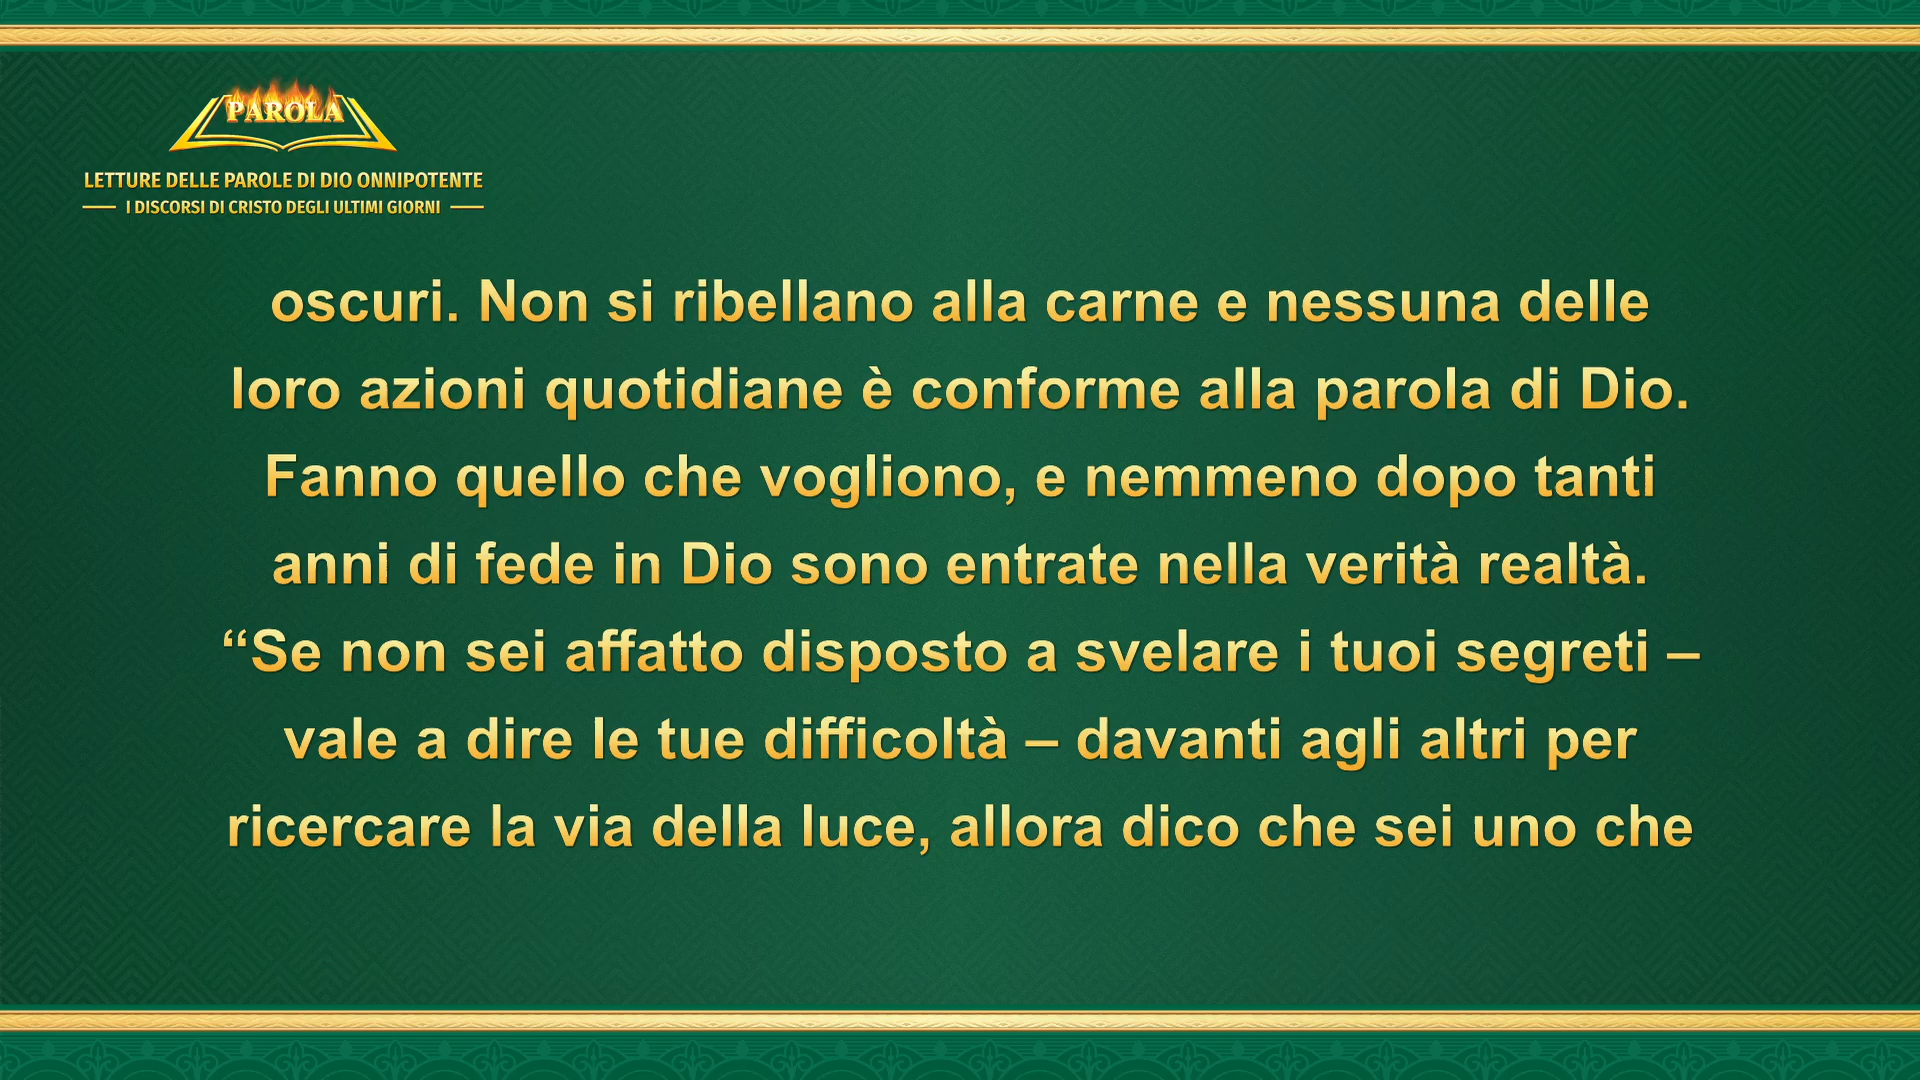 PAROLA
LETTURE DELLE PAROLE DI DIO ONNIPOTENTE
I DISCORSI DI CRISTO DEGLI ULTIMI GIORNI
oscuri. Non si ribellano alla carne e nessuna delle
loro azioni quotidiane è conforme alla parola di Dio.
Fanno quello che vogliono, e nemmeno dopo tanti
anni di fede in Dio sono entrate nella verità realtà.
“Se non sei affatto disposto a svelare i tuoi segreti –
vale a dire le tue difficoltà – davanti agli altri per
ricercare la via della luce, allora dico che sei uno che